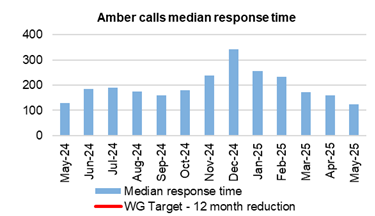 Amber calls median response time
400
300
200
100
0
May-24
Jun-24
Jul-24
Aug-24
Sep-24
Oct-24
Nov-24
Dec-24
Jan-25
Feb-25
Mar-25
Apr-25
May-25
Median response time
WG Target - 12 month reduction